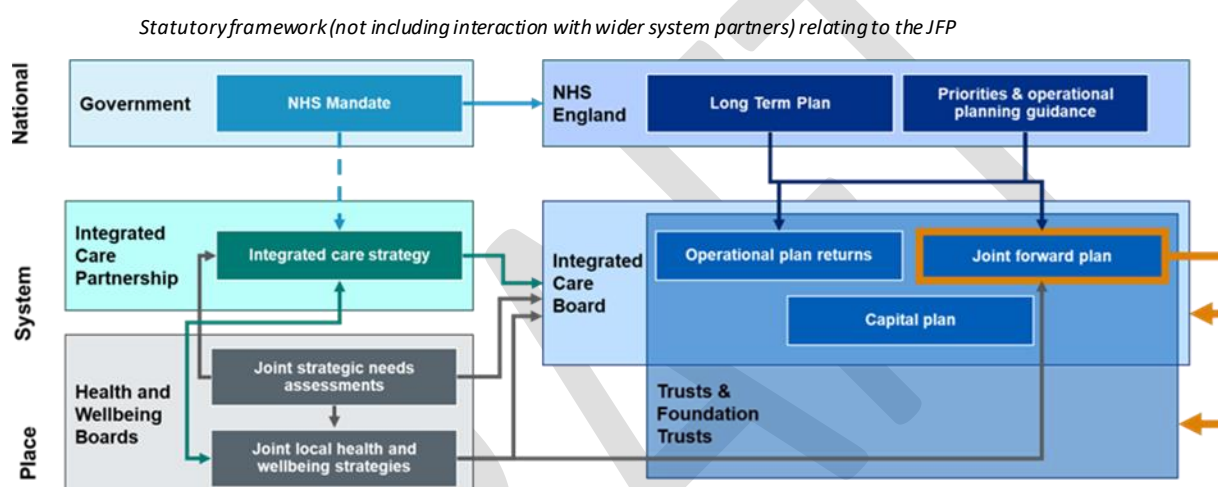 Statutory framework (not including interaction with wider system partners) relating to the JFP
National
Government
NHS Mandate
NHS
England
Long Term Plan
Priorities & operational
planning guidance
System
Integrated
Care
Partnership
Integrated care strategy
Integrated
Care
Board
Operational plan returns
Joint forward plan
Capital plan
Place
Health and
Wellbeing
Boards
Joint strategic needs
assessments
Joint local health and
wellbeing strategies
Trusts &
Foundation
Trusts